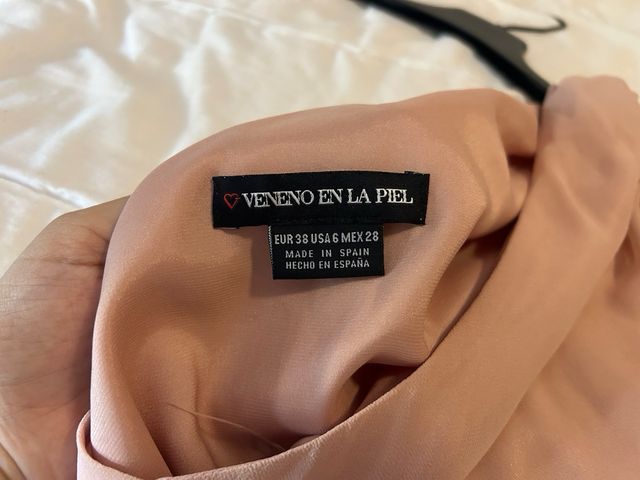 VENENO EN LA PIEL
EUR 38 USA 6 MEX 28
MADE IN SPAIN
HECHO EN ESPAÑA